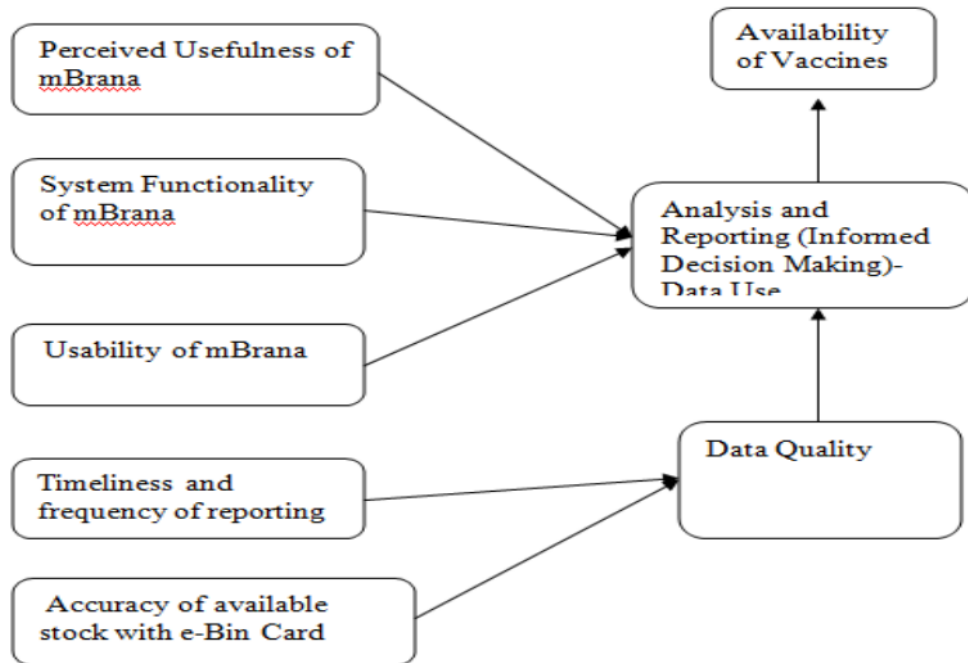 Perceived Usefulness of
mBrana
Availability
of Vaccines
System Functionality
of mBrana
Analysis and
Reporting (Informed
Decision Making)-
Data Use
Usability of mBrana
Data Quality
Timeliness and
frequency of reporting
Accuracy of available
stock with e-Bin Card